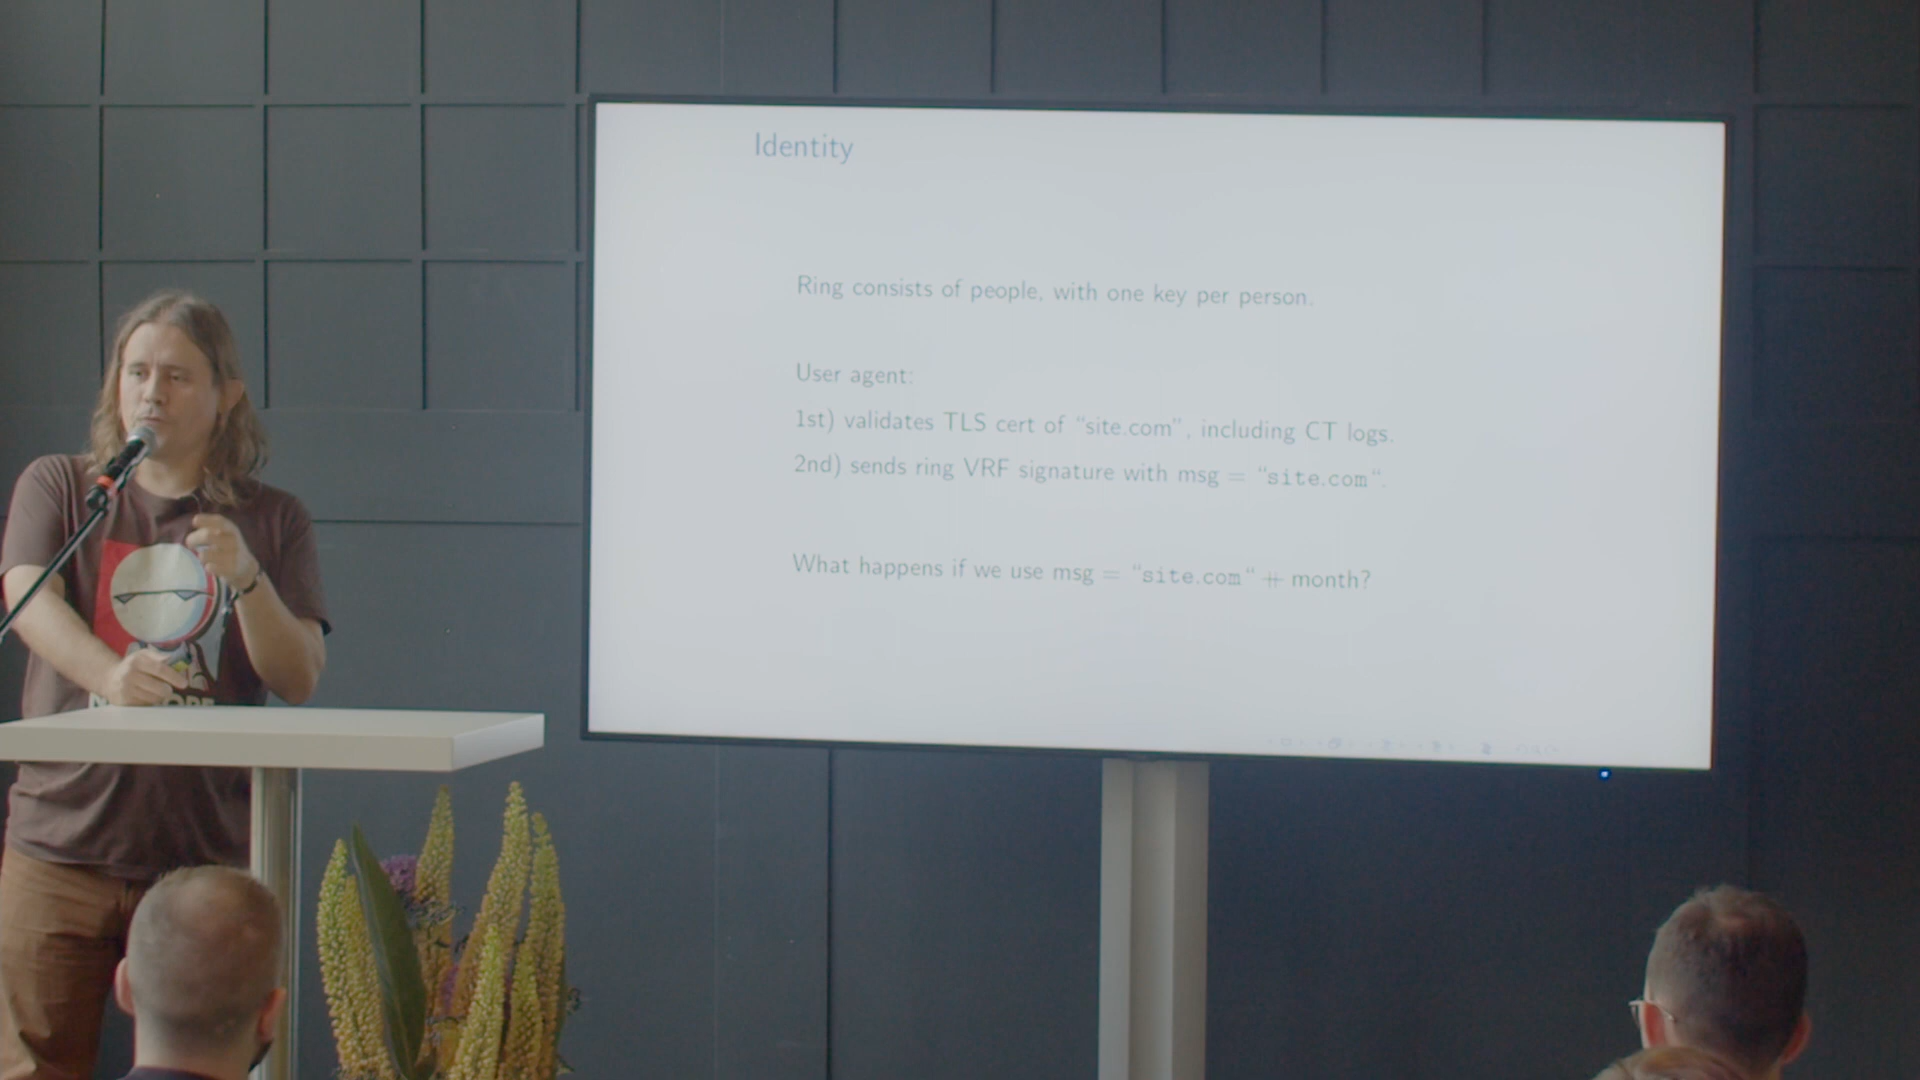 Identity
Ring consists of people, with one key per person.
User agent:
1st) validates TLS cert of “site.com”, including CT logs.
2nd) sends ring VRF signature with msg = “site.com“.
What happens if we use msg = “site.com“ ⧺ month?